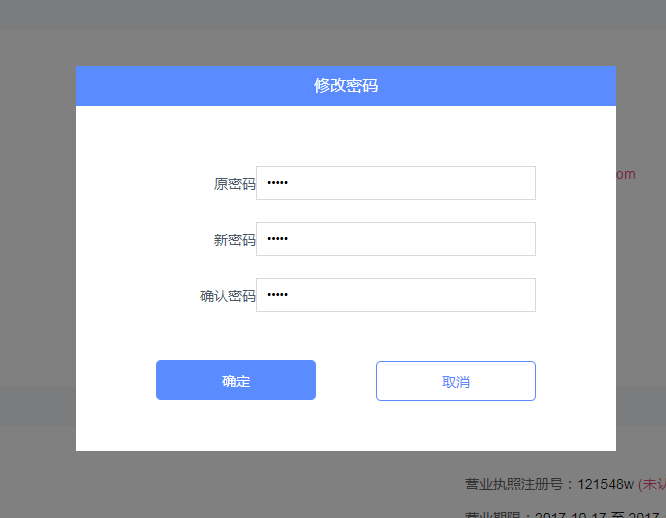 修改密码
om
原密码 •••••
新密码 •••••
确认密码 •••••
确定 取消
营业执照注册号：121548w (未认
营业期限：2017-10-17 至 2017